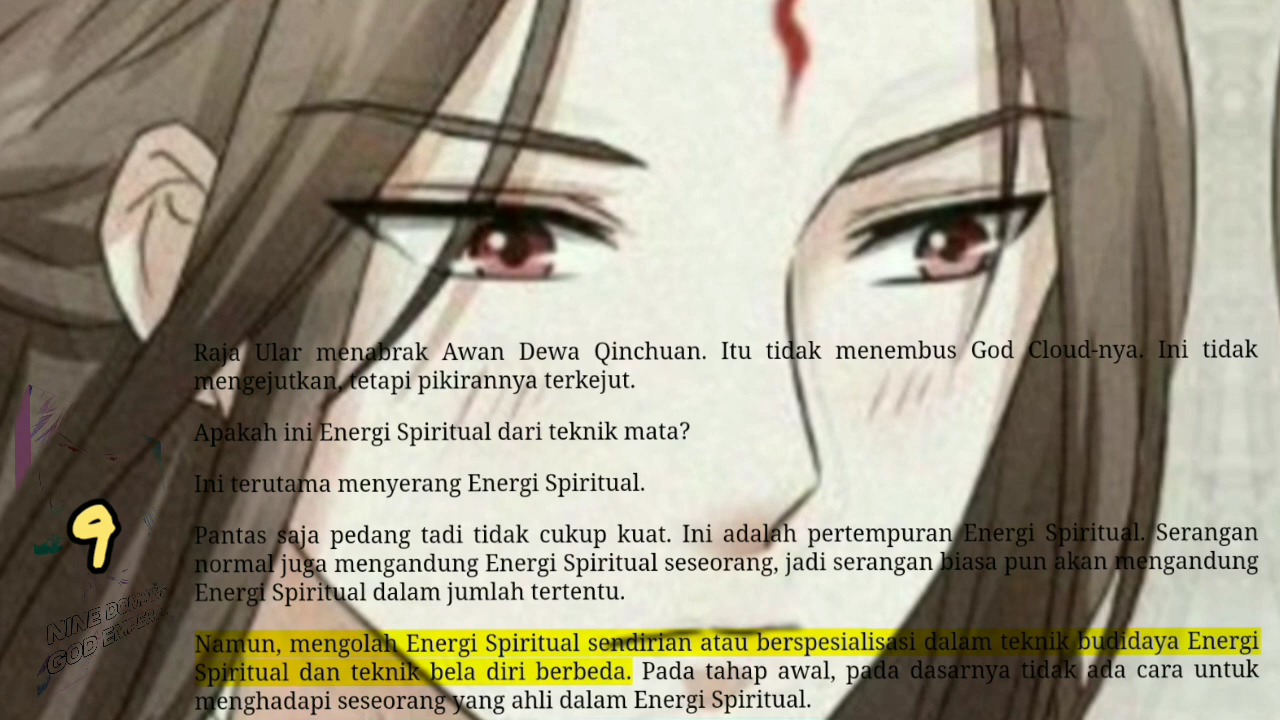 Raja Ular menabrak Awan Dewa Qinchuan. Itu tidak menembus God Cloud-nya. Ini tidak
mengejutkan, tetapi pikirannya terkejut.
Apakah ini Energi Spiritual dari teknik mata?
Ini terutama menyerang Energi Spiritual.
Pantas saja pedang tadi tidak cukup kuat. Ini adalah pertempuran Energi Spiritual. Serangan
normal juga mengandung Energi Spiritual seseorang, jadi serangan biasa pun akan mengandung
Energi Spiritual dalam jumlah tertentu.
9
NINE
GOD
Namun, mengolah Energi Spiritual sendirian atau berspesialisasi dalam teknik budidaya Energi
Spiritual dan teknik bela diri berbeda. Pada tahap awal, pada dasarnya tidak ada cara untuk
menghadapi seseorang yang ahli dalam Energi Spiritual.